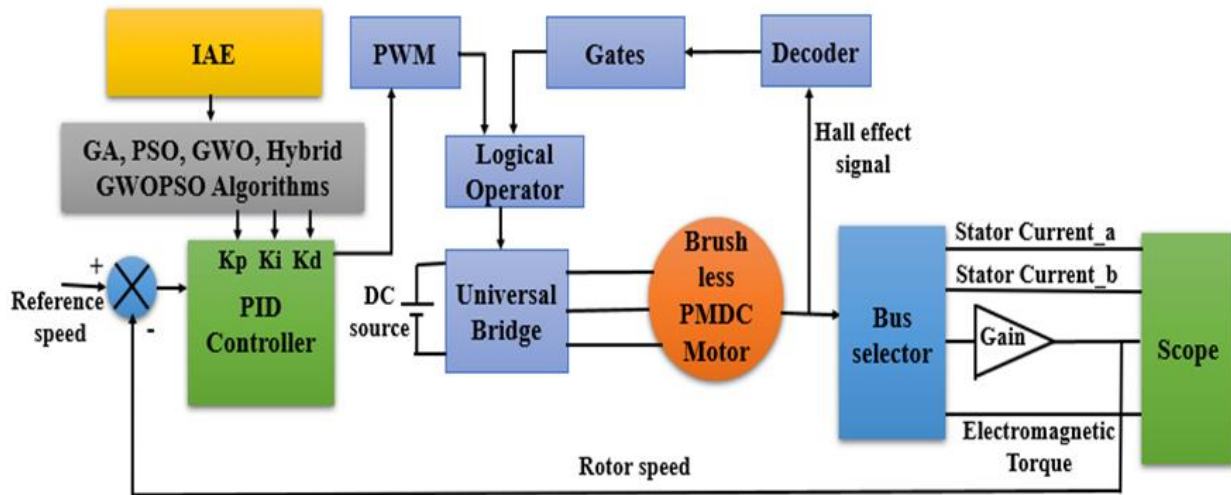 IAE
GA, PSO, GWO, Hybrid
GWOPSO Algorithms
PWM
Gates
Decoder
Hall effect
signal
Logical
Operator
Kp Ki Kd
PID
Controller
+
-
Reference
speed
DC
source
Universal
Bridge
Brush
less
PMDC
Motor
Bus
selector
Stator Current_a
Stator Current_b
Gain
Electromagnetic
Torque
Scope
Rotor speed